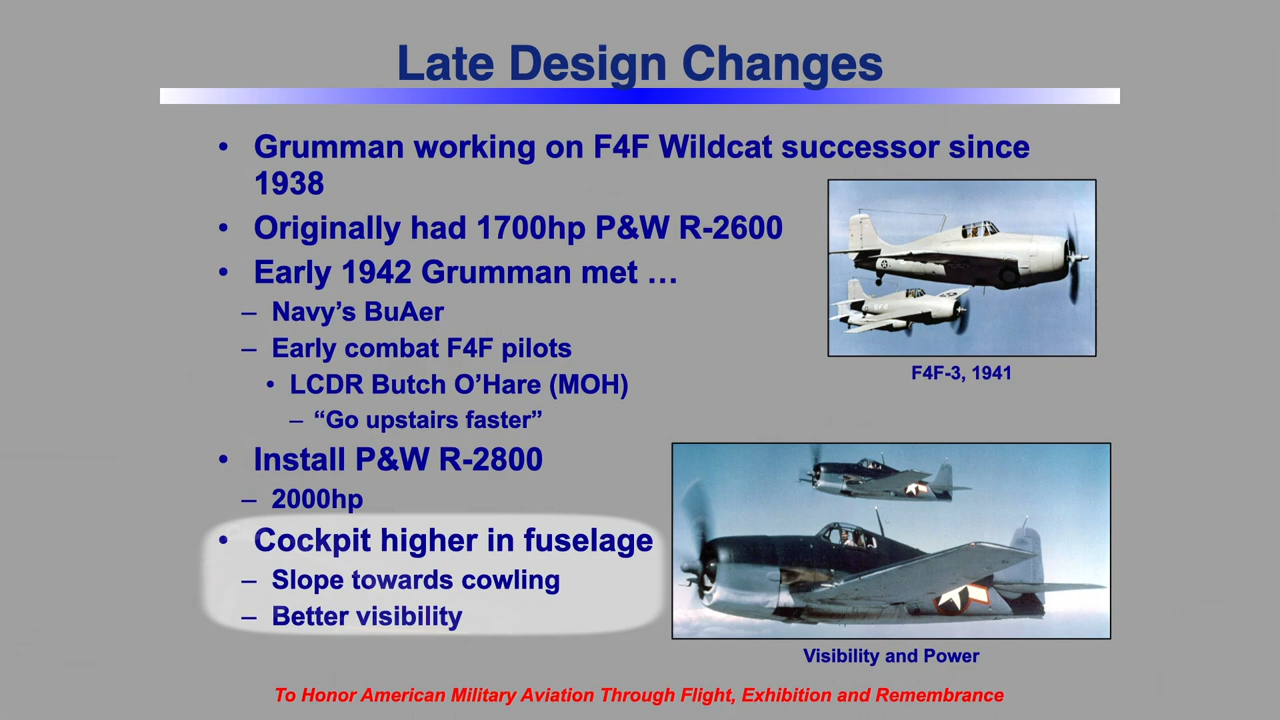 Late Design Changes
• Grumman working on F4F Wildcat successor since
1938
• Originally had 1700hp P&W R-2600
• Early 1942 Grumman met …
– Navy’s BuAer
– Early combat F4F pilots
• LCDR Butch O’Hare (MOH)
– “Go upstairs faster”
• Install P&W R-2800
– 2000hp
• Cockpit higher in fuselage
– Slope towards cowling
– Better visibility
F4F-3, 1941
Visibility and Power
To Honor American Military Aviation Through Flight, Exhibition and Remembrance